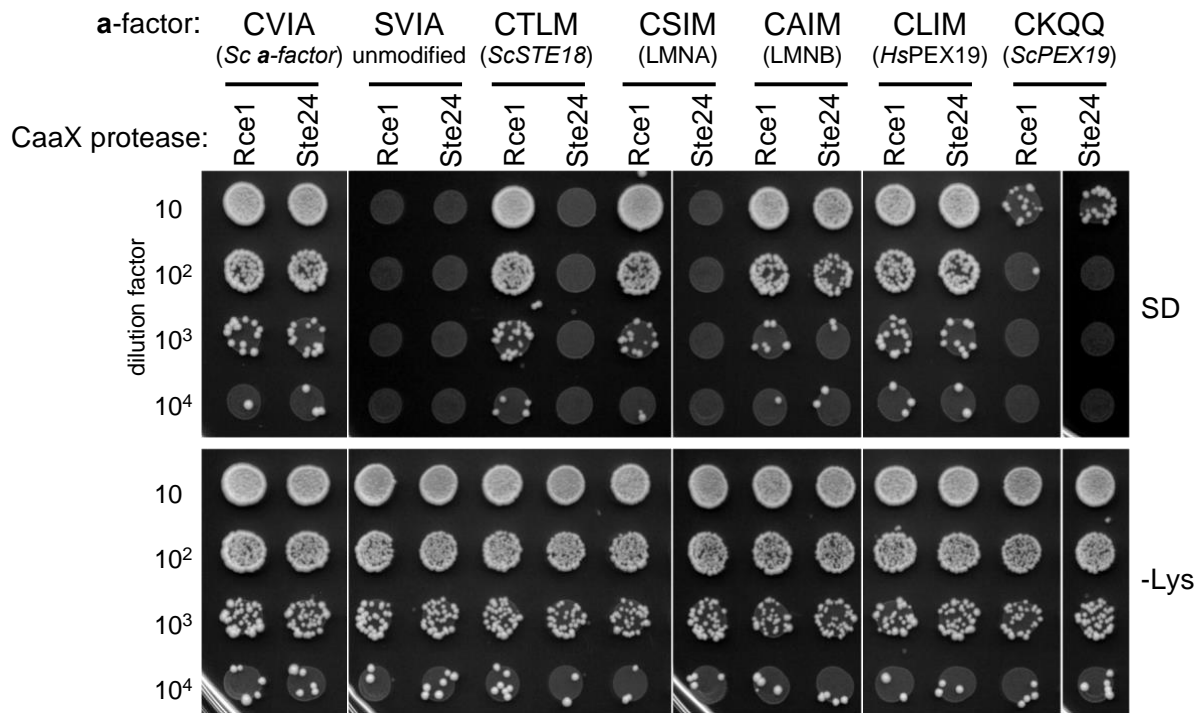 a-factor: CVIA SVIA CTLM CSIM CAIM CLIM CKQQ
(Sc a-factor) unmodified (ScSTE18) (LMNA) (LMNB) (HsPEX19) (ScPEX19)
CaaX protease: Rce1 Ste24 Rce1 Ste24 Rce1 Ste24 Rce1 Ste24 Rce1 Ste24 Rce1 Ste24 Rce1 Ste24
dilution factor
10
10²
10³
10⁴
SD
10
10²
10³
10⁴
-Lys